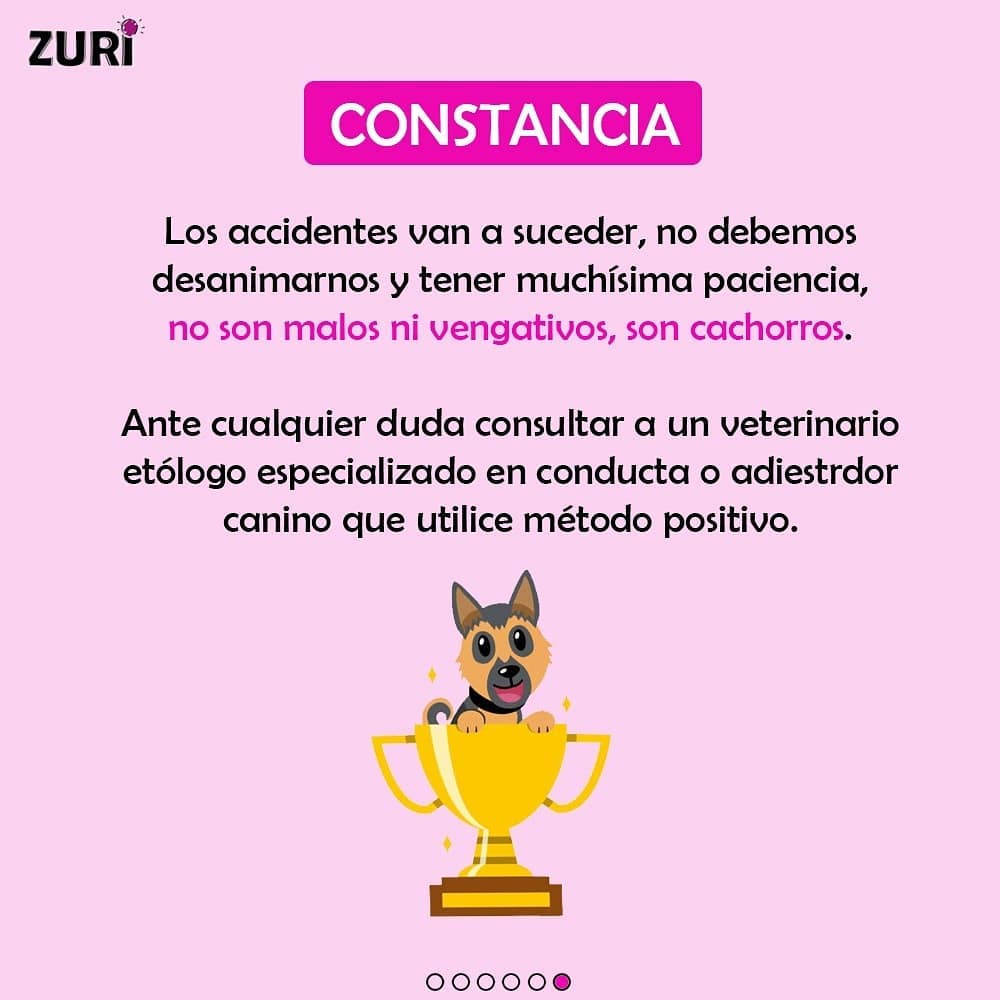 ZURI
CONSTANCIA
Los accidentes van a suceder, no debemos
desanimarnos y tener muchísima paciencia,
no son malos ni vengativos, son cachorros.
Ante cualquier duda consultar a un veterinario
etólogo especializado en conducta o adiestrdor
canino que utilice método positivo.